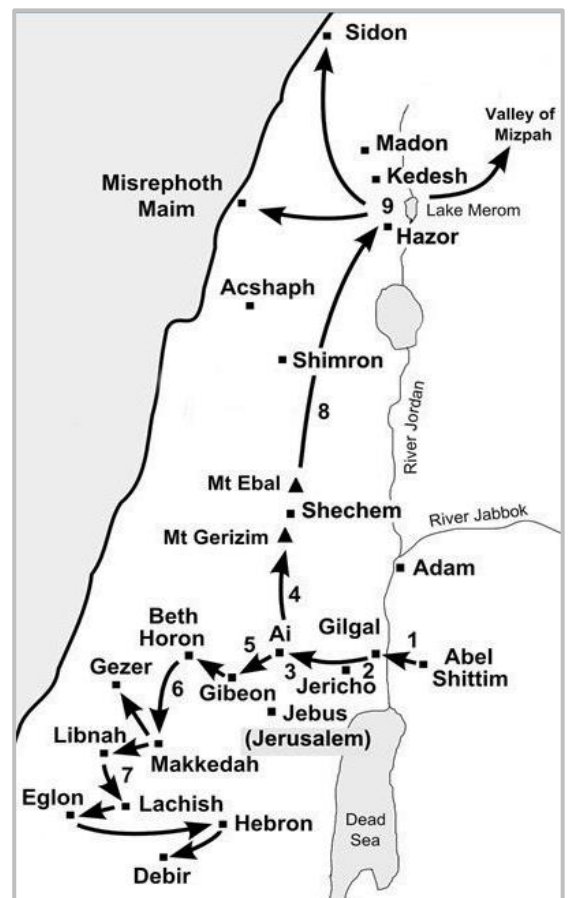 Sidon
Valley of
Mizpah
Madon
Kedesh
Misrephoth
Maim
9
Lake Merom
Hazor
Acshaph
Shimron
8
River Jordan
Mt Ebal
Shechem
River Jabbok
Mt Gerizim
Adam
4
Beth
Horon
Ai
Gilgal
1
5
Abel
Shittim
Gezer
3
2
6
Gibeon
Jericho
Jebus
(Jerusalem)
Libnah
Makkedah
7
Eglon
Lachish
Hebron
Dead
Sea
Debir